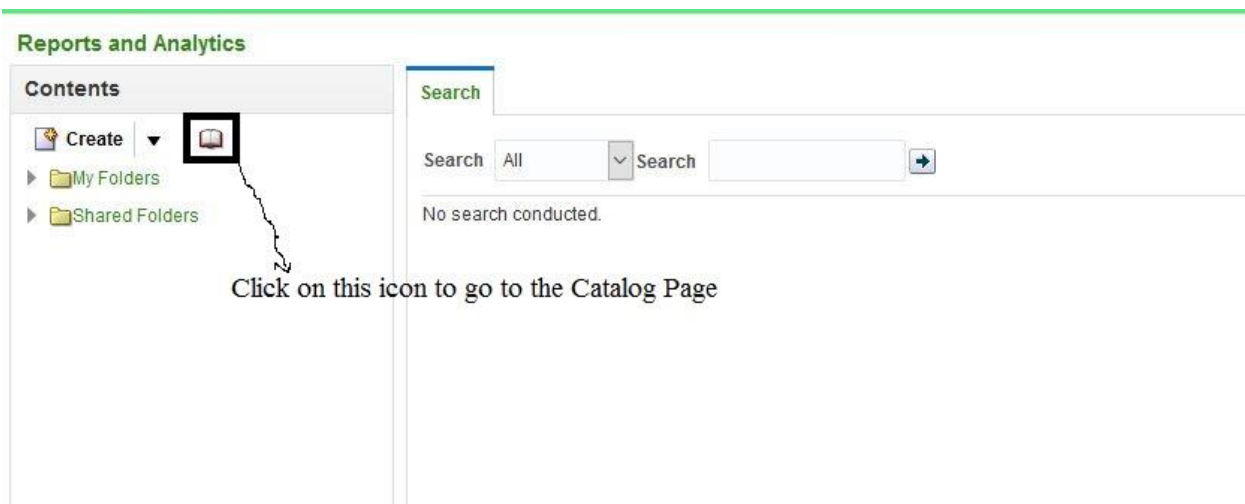 Reports and Analytics
Contents
Create
My Folders
Shared Folders
Search
Search All Search
No search conducted.
Click on this icon to go to the Catalog Page